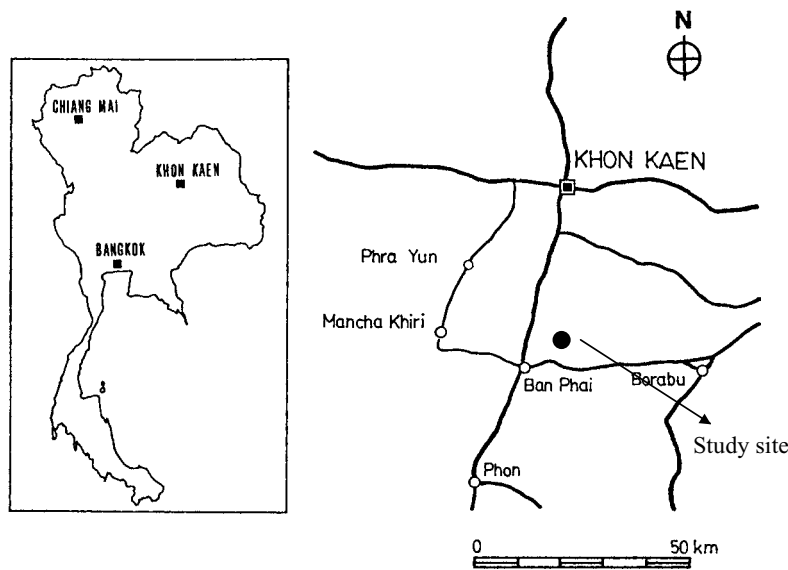 CHIANG MAI
KHON KAEN
BANGKOK
N
KHON KAEN
Phra Yun
Mancha Khiri
Ban Phai
Borabu
Study site
Phon
0 50 km